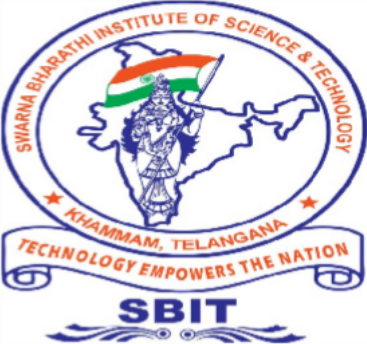 SWARNA BHARATHI INSTITUTE OF SCIENCE & TECHNOLOGY
KHAMMAM, TELANGANA
TECHNOLOGY EMPOWERS THE NATION
SBIT